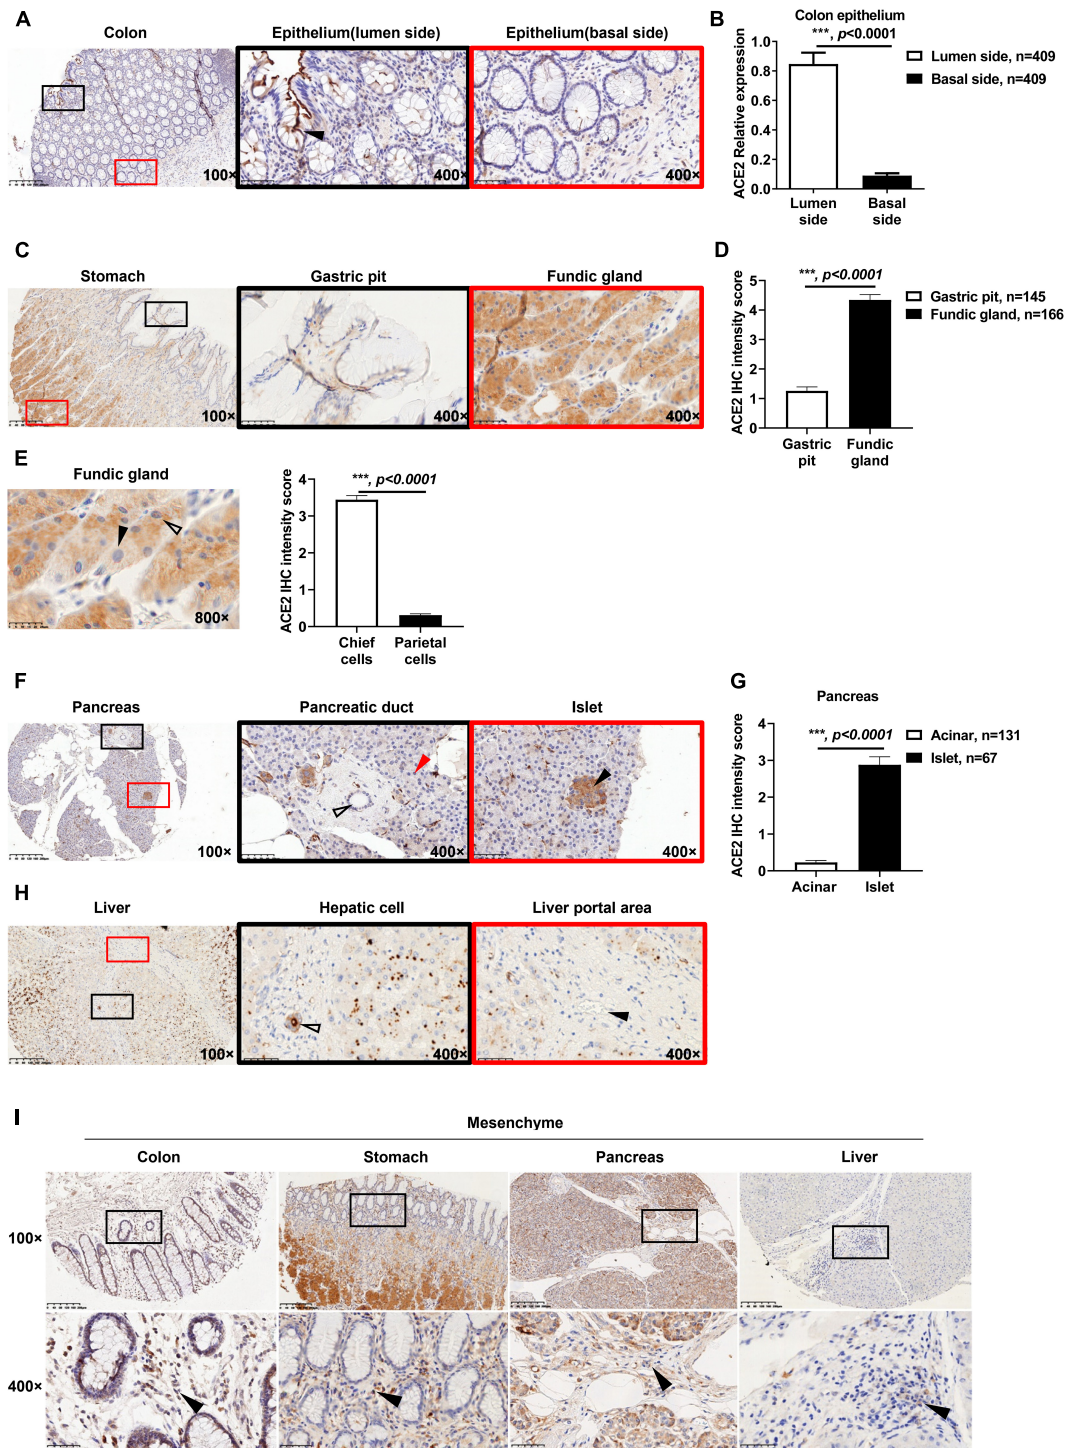 A
Colon
Epithelium(lumen side)
Epithelium(basal side)
100×
400×
400×
B
Colon epithelium
***, p<0.0001
ACE2 Relative expression
1.0
0.8
0.6
0.4
0.2
0.0
Lumen side
Basal side
Lumen side, n=409
Basal side, n=409
C
Stomach
Gastric pit
Fundic gland
100×
400×
400×
D
***, p<0.0001
ACE2 IHC intensity score
5
4
3
2
1
0
Gastric pit
Fundic gland
Gastric pit, n=145
Fundic gland, n=166
E
Fundic gland
800×
***, p<0.0001
ACE2 IHC intensity score
4
3
2
1
0
Chief cells
Parietal cells
F
Pancreas
Pancreatic duct
Islet
100×
400×
400×
G
Pancreas
***, p<0.0001
ACE2 IHC intensity score
4
3
2
1
0
Acinar
Islet
Acinar, n=131
Islet, n=67
H
Liver
Hepatic cell
Liver portal area
100×
400×
400×
I
Mesenchyme
Colon
Stomach
Pancreas
Liver
100×
400×